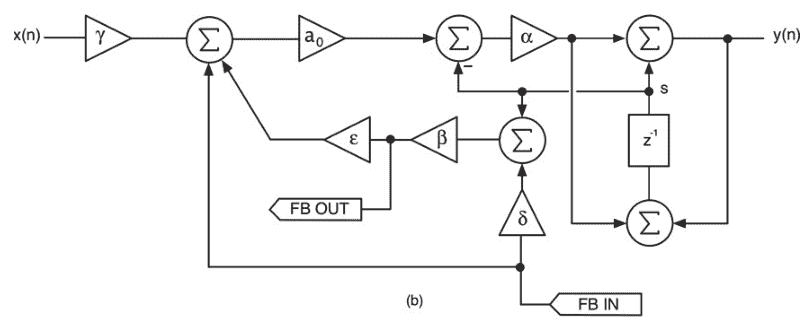 x(n) γ Σ a₀ Σ α Σ y(n)
− s
ε β Σ z⁻¹
FB OUT δ Σ
(b) FB IN